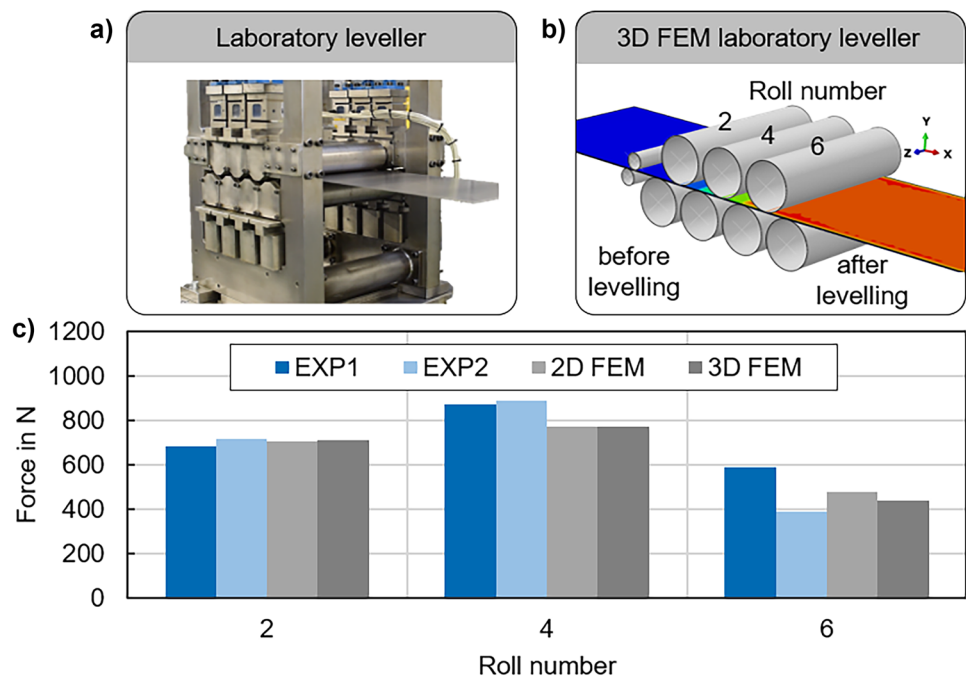 a)
Laboratory leveller
b)
3D FEM laboratory leveller
Roll number
2
4
6
Y
Z
X
before
levelling
after
levelling
c)
1200
1000
800
600
400
200
0
Force in N
EXP1 EXP2 2D FEM 3D FEM
2 4 6
Roll number